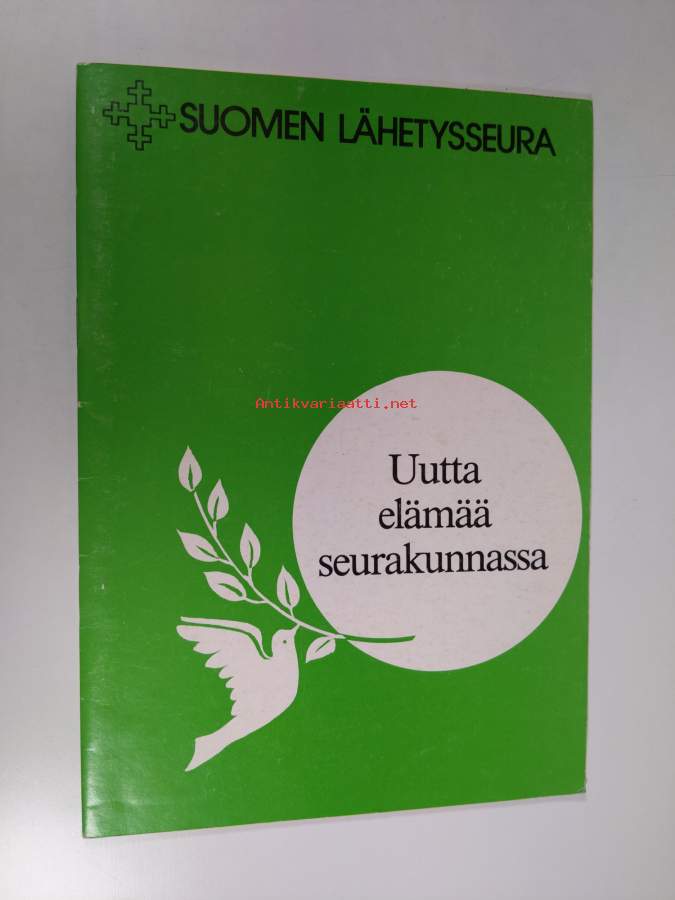 SUOMEN LÄHETYSSEURA
Antikvariaatti.net
Uutta
elämää
seurakunnassa